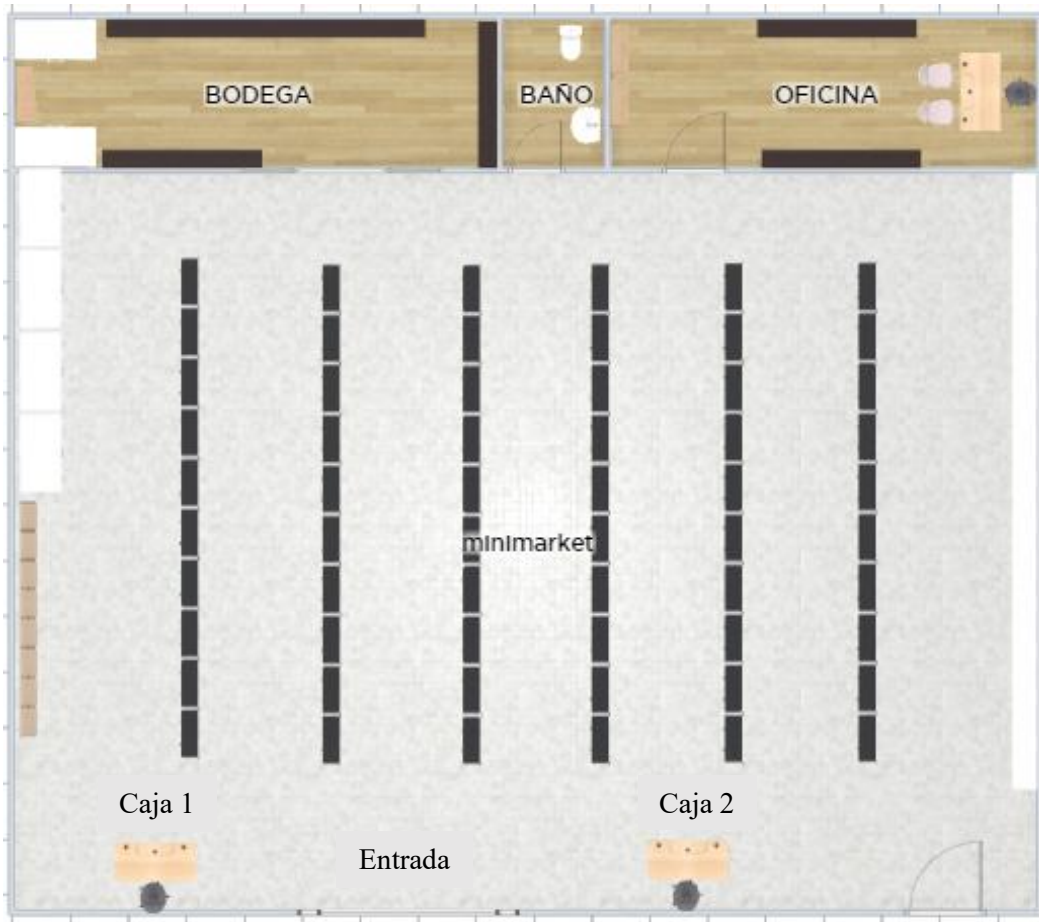 BODEGA
BAÑO
OFICINA
minimarket
Caja 1
Caja 2
Entrada